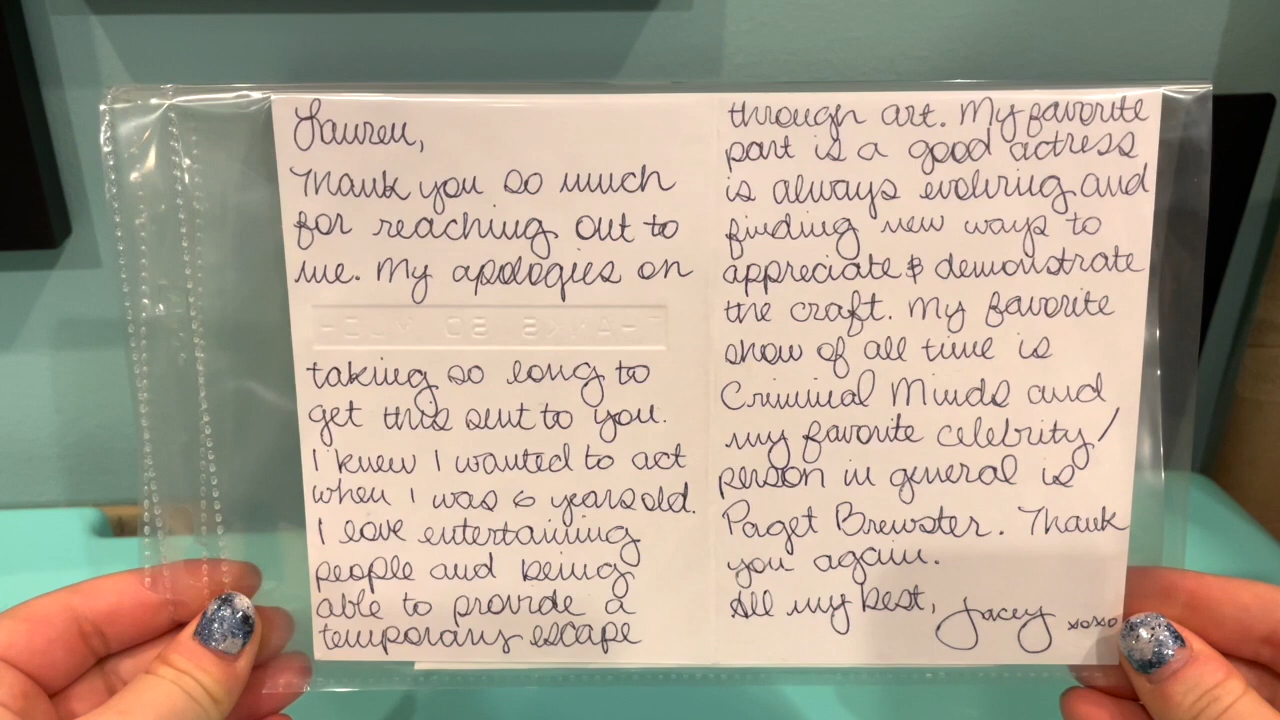 Lauren,
Thank you so much
for reaching out to
me. My apologies on
taking so long to
get this sent to you.
I knew I wanted to act
when I was 6 years old.
I love entertaining
people and being
able to provide a
temporary escape
through art. My favorite
part is a good actress
is always evolving and
finding new ways to
appreciate & demonstrate
the craft. My favorite
show of all time is
Criminal Minds and
my favorite celebrity/
person in general is
Paget Brewster. Thank
you again.
All my best, Jacey xoxo